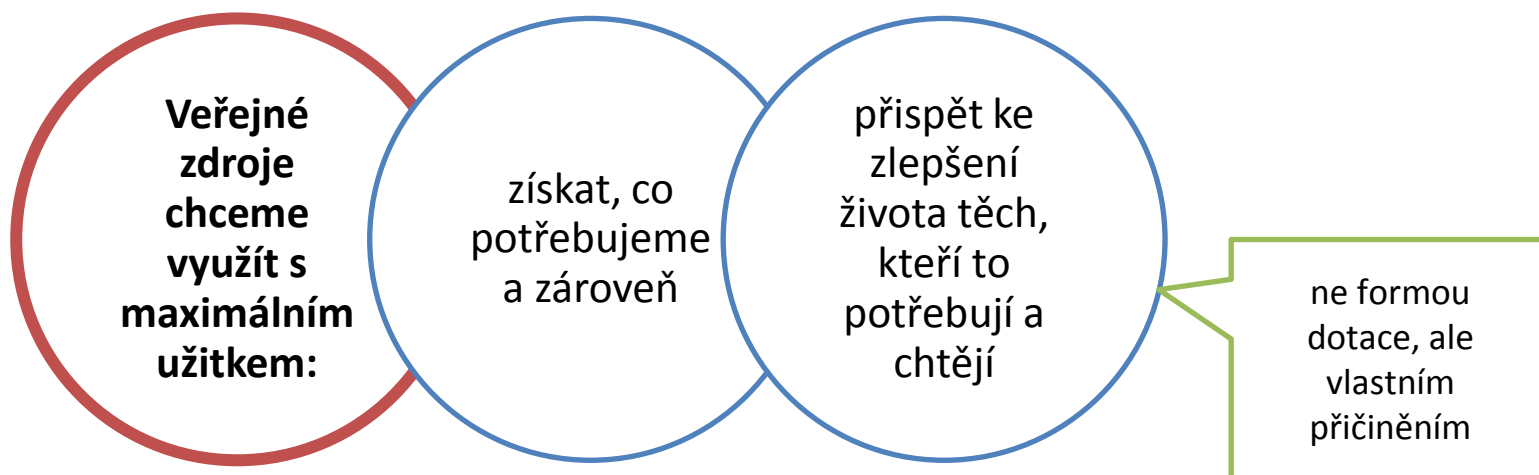 Veřejné
zdroje
chceme
využít s
maximálním
užitkem:
získat, co
potřebujeme
a zároveň
přispět ke
zlepšení
života těch,
kteří to
potřebují a
chtějí
ne formou
dotace, ale
vlastním
přičiněním